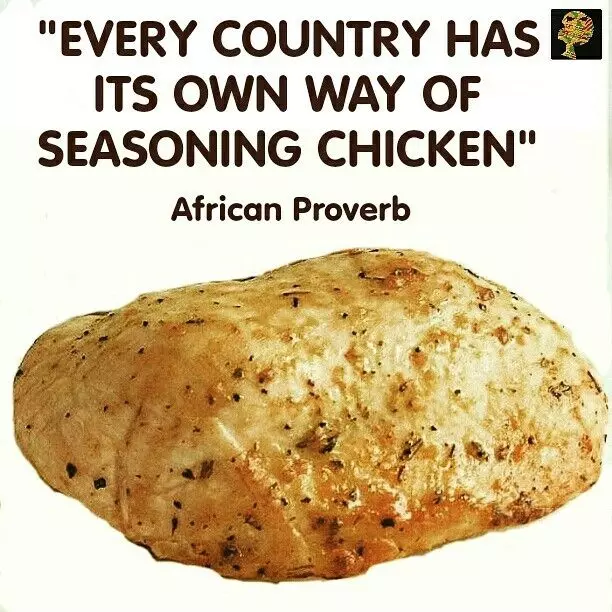 "EVERY COUNTRY HAS
ITS OWN WAY OF
SEASONING CHICKEN"
African Proverb